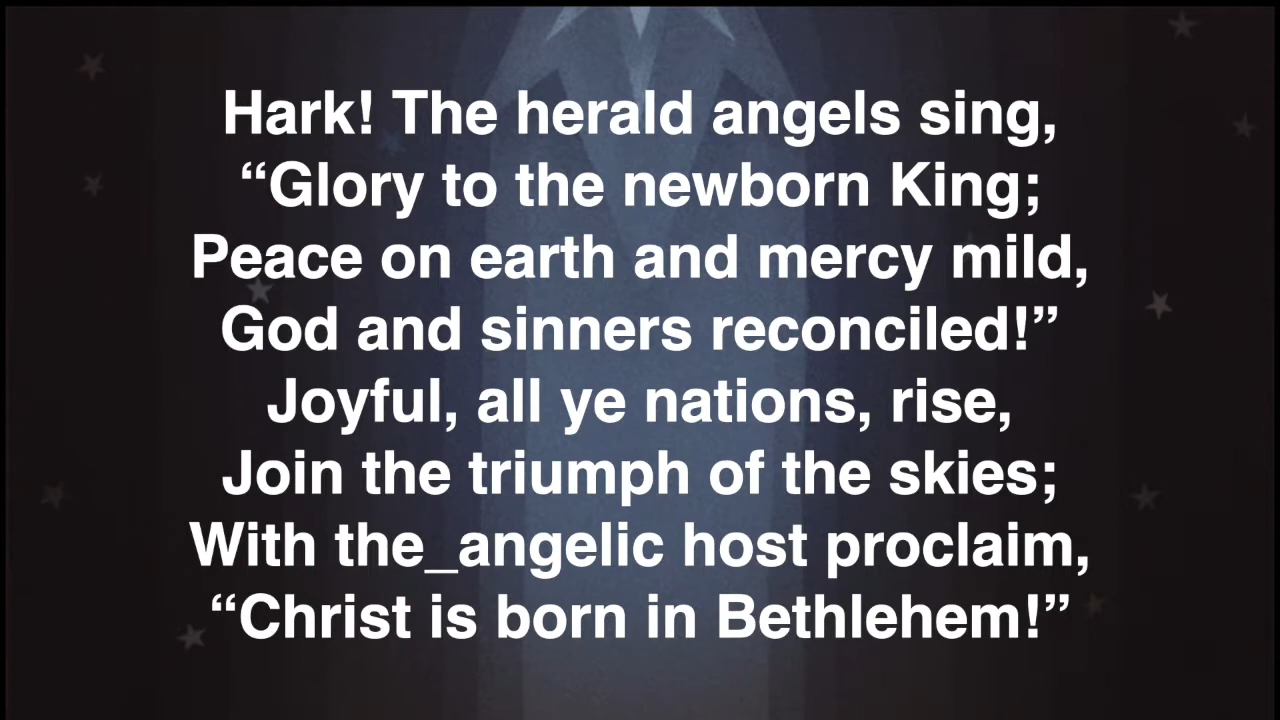 Hark! The herald angels sing,
“Glory to the newborn King;
Peace on earth and mercy mild,
God and sinners reconciled!”
Joyful, all ye nations, rise,
Join the triumph of the skies;
With the_angelic host proclaim,
“Christ is born in Bethlehem!”